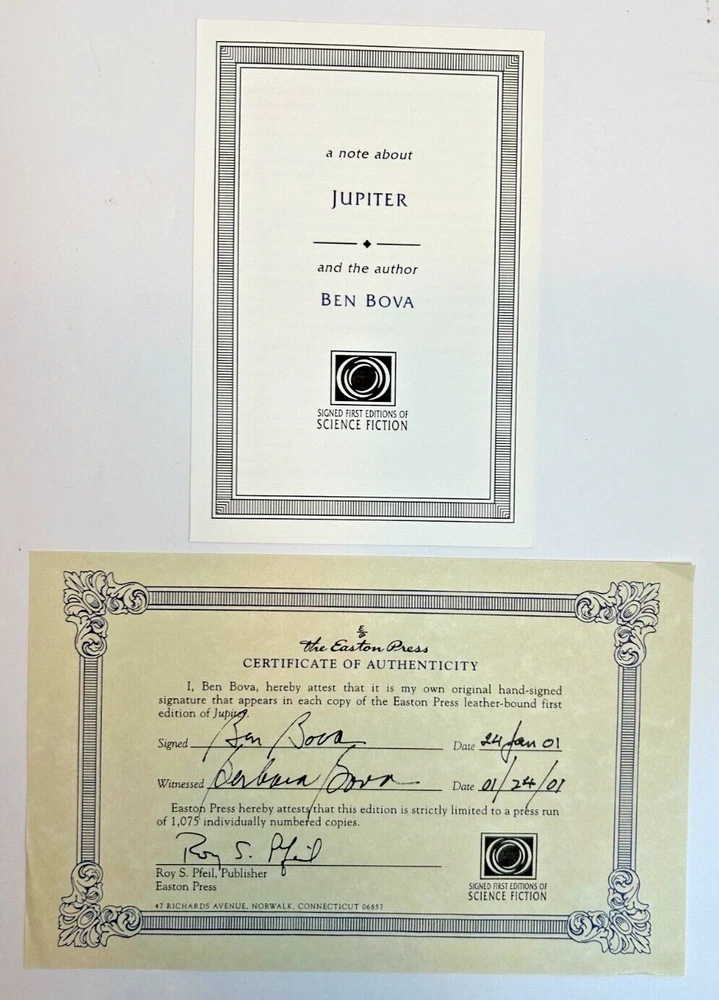 a note about
JUPITER
and the author
BEN BOVA
SIGNED FIRST EDITIONS OF
SCIENCE FICTION
The Easton Press
CERTIFICATE OF AUTHENTICITY
I, Ben Bova, hereby attest that it is my own original hand-signed
signature that appears in each copy of the Easton Press leather-bound first
edition of Jupiter.
Signed Ben Bova Date 24 Jan 01
Witnessed Barbara Bova Date 01/24/01
Easton Press hereby attests that this edition is strictly limited to a press run
of 1,075 individually numbered copies.
Roy S. Pfeil
Roy S. Pfeil, Publisher
Easton Press
SIGNED FIRST EDITIONS OF
SCIENCE FICTION
47 RICHARDS AVENUE, NORWALK, CONNECTICUT 06857